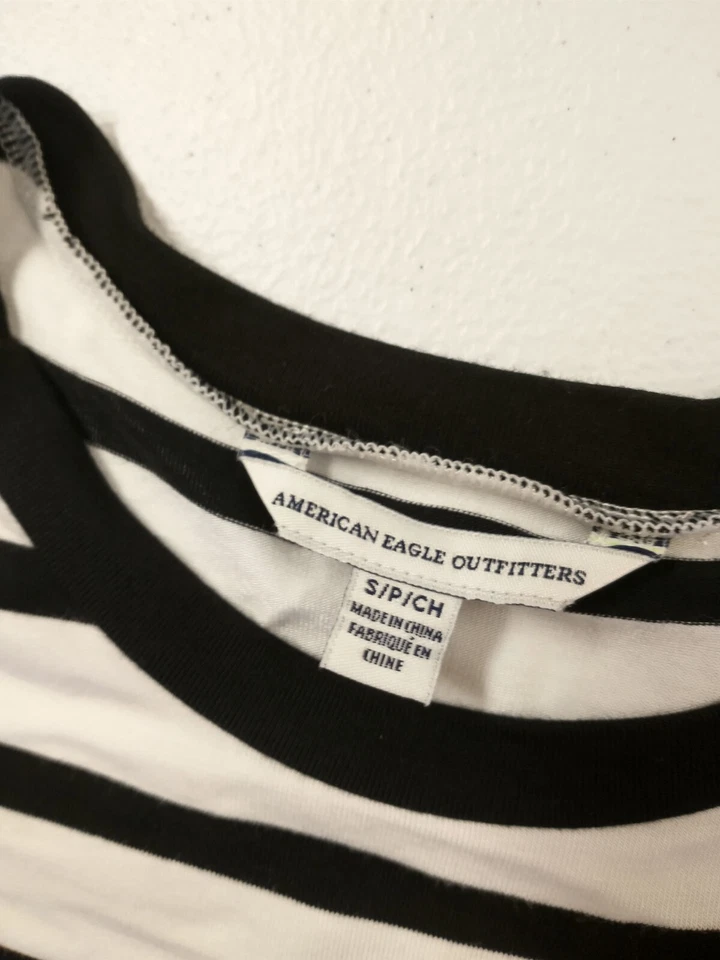 AMERICAN EAGLE OUTFITTERS
S/P/CH
MADE IN CHINA
FABRIQUÉ EN
CHINE